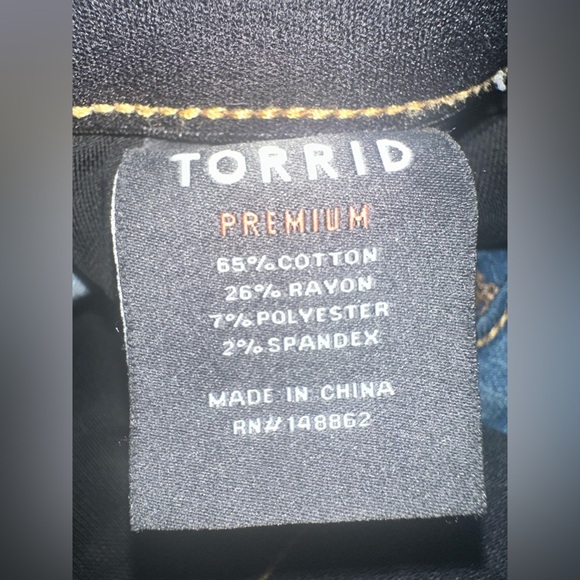 TORRID
PREMIUM
65% COTTON
26% RAYON
7% POLYESTER
2% SPANDEX
MADE IN CHINA
RN# 148862